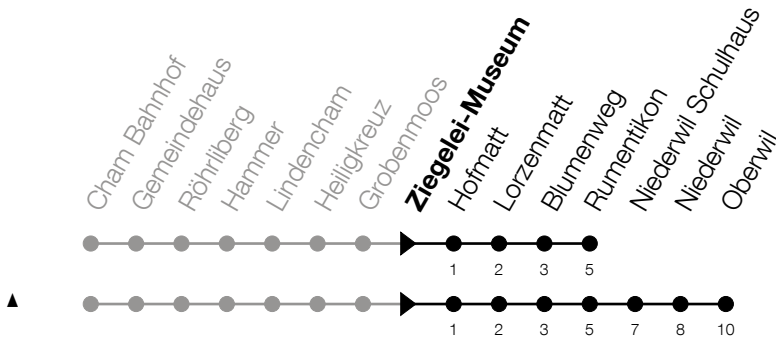 Cham Bahnhof
Gemeindehaus
Röhrliberg
Hammer
Lindencham
Heiligkreuz
Grobenmoos
Ziegelei-Museum
Hofmatt
Lorzenmatt
Blumenweg
Rumentikon
Niederwil Schulhaus
Niederwil
Oberwil
1 2 3 5
1 2 3 5 7 8 10